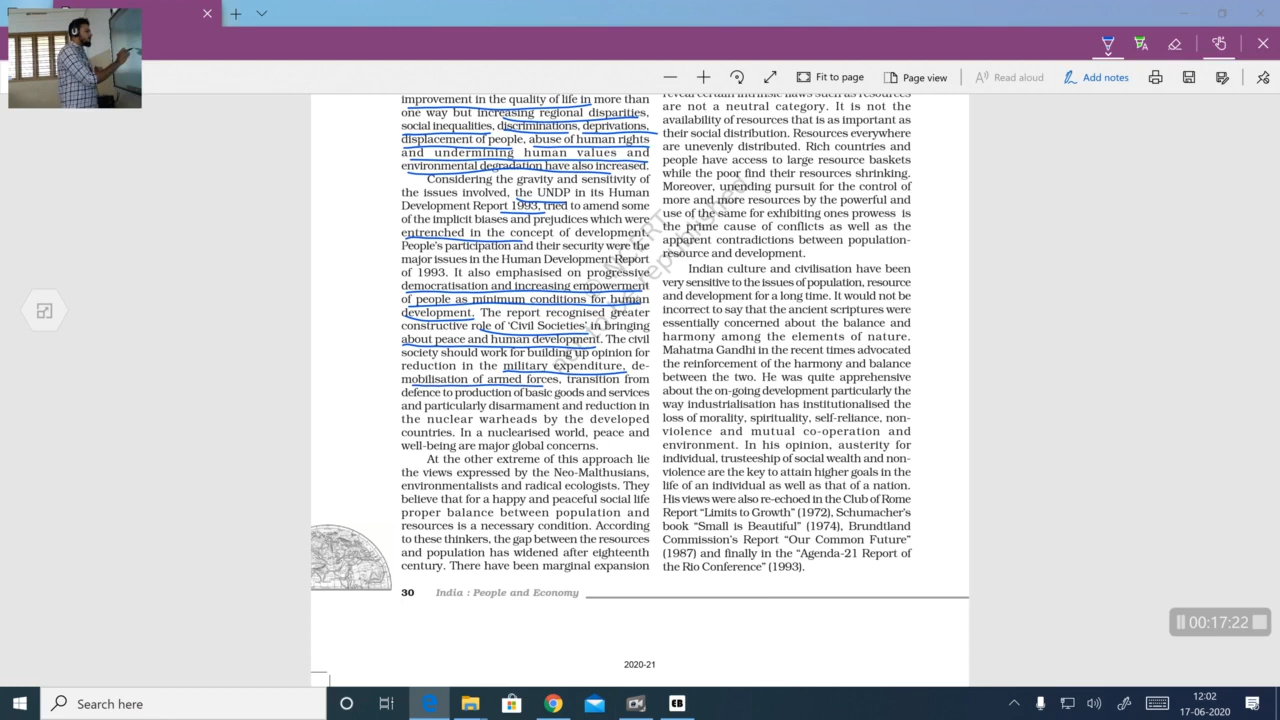 Fit to page
Page view
Read aloud
Add notes
improvement in the quality of life in more than
one way but increasing regional disparities,
social inequalities, discriminations, deprivations,
displacement of people, abuse of human rights
and undermining human values and
environmental degradation have also increased.
Considering the gravity and sensitivity of
the issues involved, the UNDP in its Human
Development Report 1993, tried to amend some
of the implicit biases and prejudices which were
entrenched in the concept of development.
People's participation and their security were the
major issues in the Human Development Report
of 1993. It also emphasised on progressive
democratisation and increasing empowerment
of people as minimum conditions for human
development. The report recognised greater
constructive role of 'Civil Societies' in bringing
about peace and human development. The civil
society should work for building up opinion for
reduction in the military expenditure, de-
mobilisation of armed forces, transition from
defence to production of basic goods and services
and particularly disarmament and reduction in
the nuclear warheads by the developed
countries. In a nuclearised world, peace and
well-being are major global concerns.
At the other extreme of this approach lie
the views expressed by the Neo-Malthusians,
environmentalists and radical ecologists. They
believe that for a happy and peaceful social life
proper balance between population and
resources is a necessary condition. According
to these thinkers, the gap between the resources
and population has widened after eighteenth
century. There have been marginal expansion
reveal certain intrinsic flaws such as resources
are not a neutral category. It is not the
availability of resources that is as important as
their social distribution. Resources everywhere
are unevenly distributed. Rich countries and
people have access to large resource baskets
while the poor find their resources shrinking.
Moreover, unending pursuit for the control of
more and more resources by the powerful and
use of the same for exhibiting ones prowess is
the prime cause of conflicts as well as the
apparent contradictions between population-
resource and development.
Indian culture and civilisation have been
very sensitive to the issues of population, resource
and development for a long time. It would not be
incorrect to say that the ancient scriptures were
essentially concerned about the balance and
harmony among the elements of nature.
Mahatma Gandhi in the recent times advocated
the reinforcement of the harmony and balance
between the two. He was quite apprehensive
about the on-going development particularly the
way industrialisation has institutionalised the
loss of morality, spirituality, self-reliance, non-
violence and mutual co-operation and
environment. In his opinion, austerity for
individual, trusteeship of social wealth and non-
violence are the key to attain higher goals in the
life of an individual as well as that of a nation.
His views were also re-echoed in the Club of Rome
Report “Limits to Growth” (1972), Schumacher's
book “Small is Beautiful” (1974), Brundtland
Commission's Report “Our Common Future”
(1987) and finally in the “Agenda-21 Report of
the Rio Conference” (1993).
30 India : People and Economy
2020-21
00:17:22
Search here
EB
12:02
17-06-2020